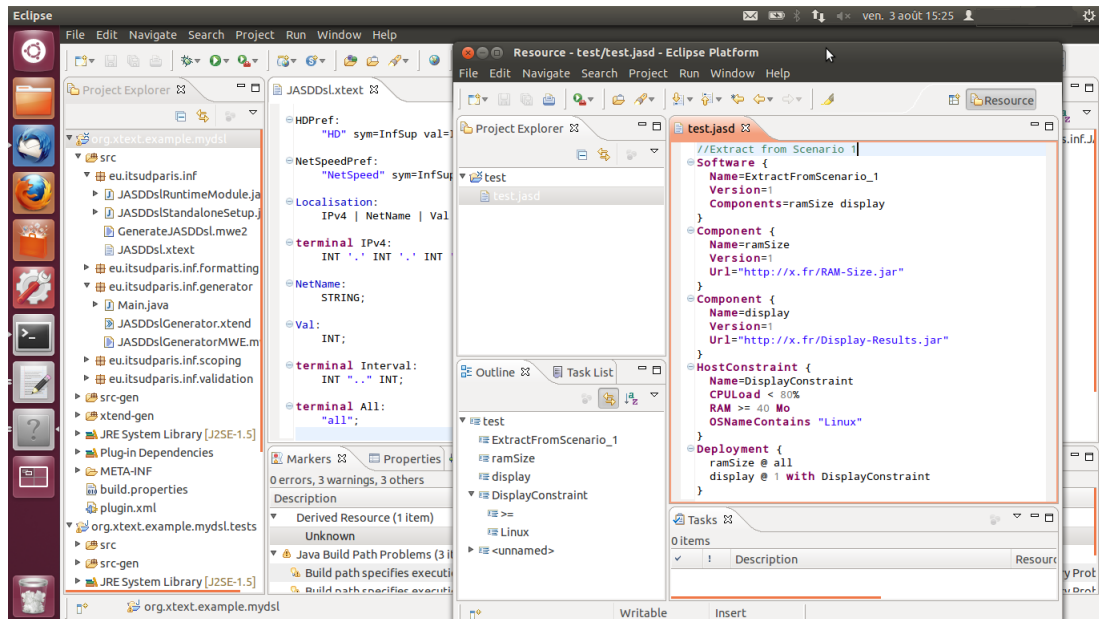 Eclipse
ven. 3 août 15:25
File Edit Navigate Search Project Run Window Help
Project Explorer
org.xtext.example.mydsl
src
eu.itsudparis.inf
JASDDslRuntimeModule.ja
JASDDslStandaloneSetup.j
GenerateJASDDsl.mwe2
JASDDsl.xtext
eu.itsudparis.inf.formatting
eu.itsudparis.inf.generator
Main.java
JASDDslGenerator.xtend
JASDDslGeneratorMWE.m
eu.itsudparis.inf.scoping
eu.itsudparis.inf.validation
src-gen
xtend-gen
JRE System Library [J2SE-1.5]
Plug-in Dependencies
META-INF
build.properties
plugin.xml
org.xtext.example.mydsl.tests
src
src-gen
JRE System Library [J2SE-1.5]
org.xtext.example.mydsl
JASDDsl.xtext
HDPref:
"HD" sym=InfSup val=I
NetSpeedPref:
"NetSpeed" sym=InfSup
Localisation:
IPv4 | NetName | Val
terminal IPv4:
INT '.' INT '.' INT '
NetName:
STRING;
Val:
INT;
terminal Interval:
INT ".." INT;
terminal All:
"all";
Markers
Properties
0 errors, 3 warnings, 3 others
Description
Derived Resource (1 item)
Unknown
Java Build Path Problems (3 it
Build path specifies executi
Build path specifies executi
Resource - test/test.jasd - Eclipse Platform
File Edit Navigate Search Project Run Window Help
Resource
Project Explorer
test
test.jasd
Outline
Task List
test
ExtractFromScenario_1
ramSize
display
DisplayConstraint
>=
Linux
<unnamed>
test.jasd
//Extract from Scenario 1
Software {
Name=ExtractFromScenario_1
Version=1
Components=ramSize display
}
Component {
Name=ramSize
Version=1
Url="http://x.fr/RAM-Size.jar"
}
Component {
Name=display
Version=1
Url="http://x.fr/Display-Results.jar"
}
HostConstraint {
Name=DisplayConstraint
CPULoad < 80%
RAM >= 40 Mo
OSNameContains "Linux"
}
Deployment {
ramSize @ all
display @ 1 with DisplayConstraint
}
Tasks
0 items
! Description
Resourc
Writable
Insert
s.inf.J
y Prob